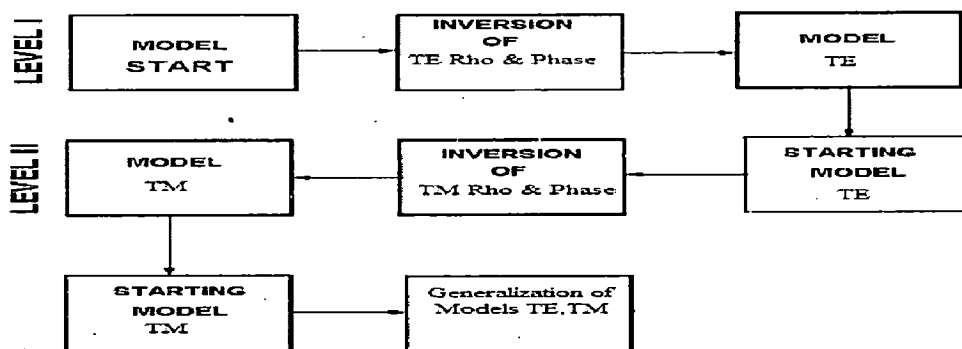 LEVEL I
MODEL
START
INVERSION
OF
TE Rho & Phase
MODEL
TE
LEVEL II
MODEL
TM
INVERSION
OF
TM Rho & Phase
STARTING
MODEL
TE
STARTING
MODEL
TM
Generalization of
Models TE,TM